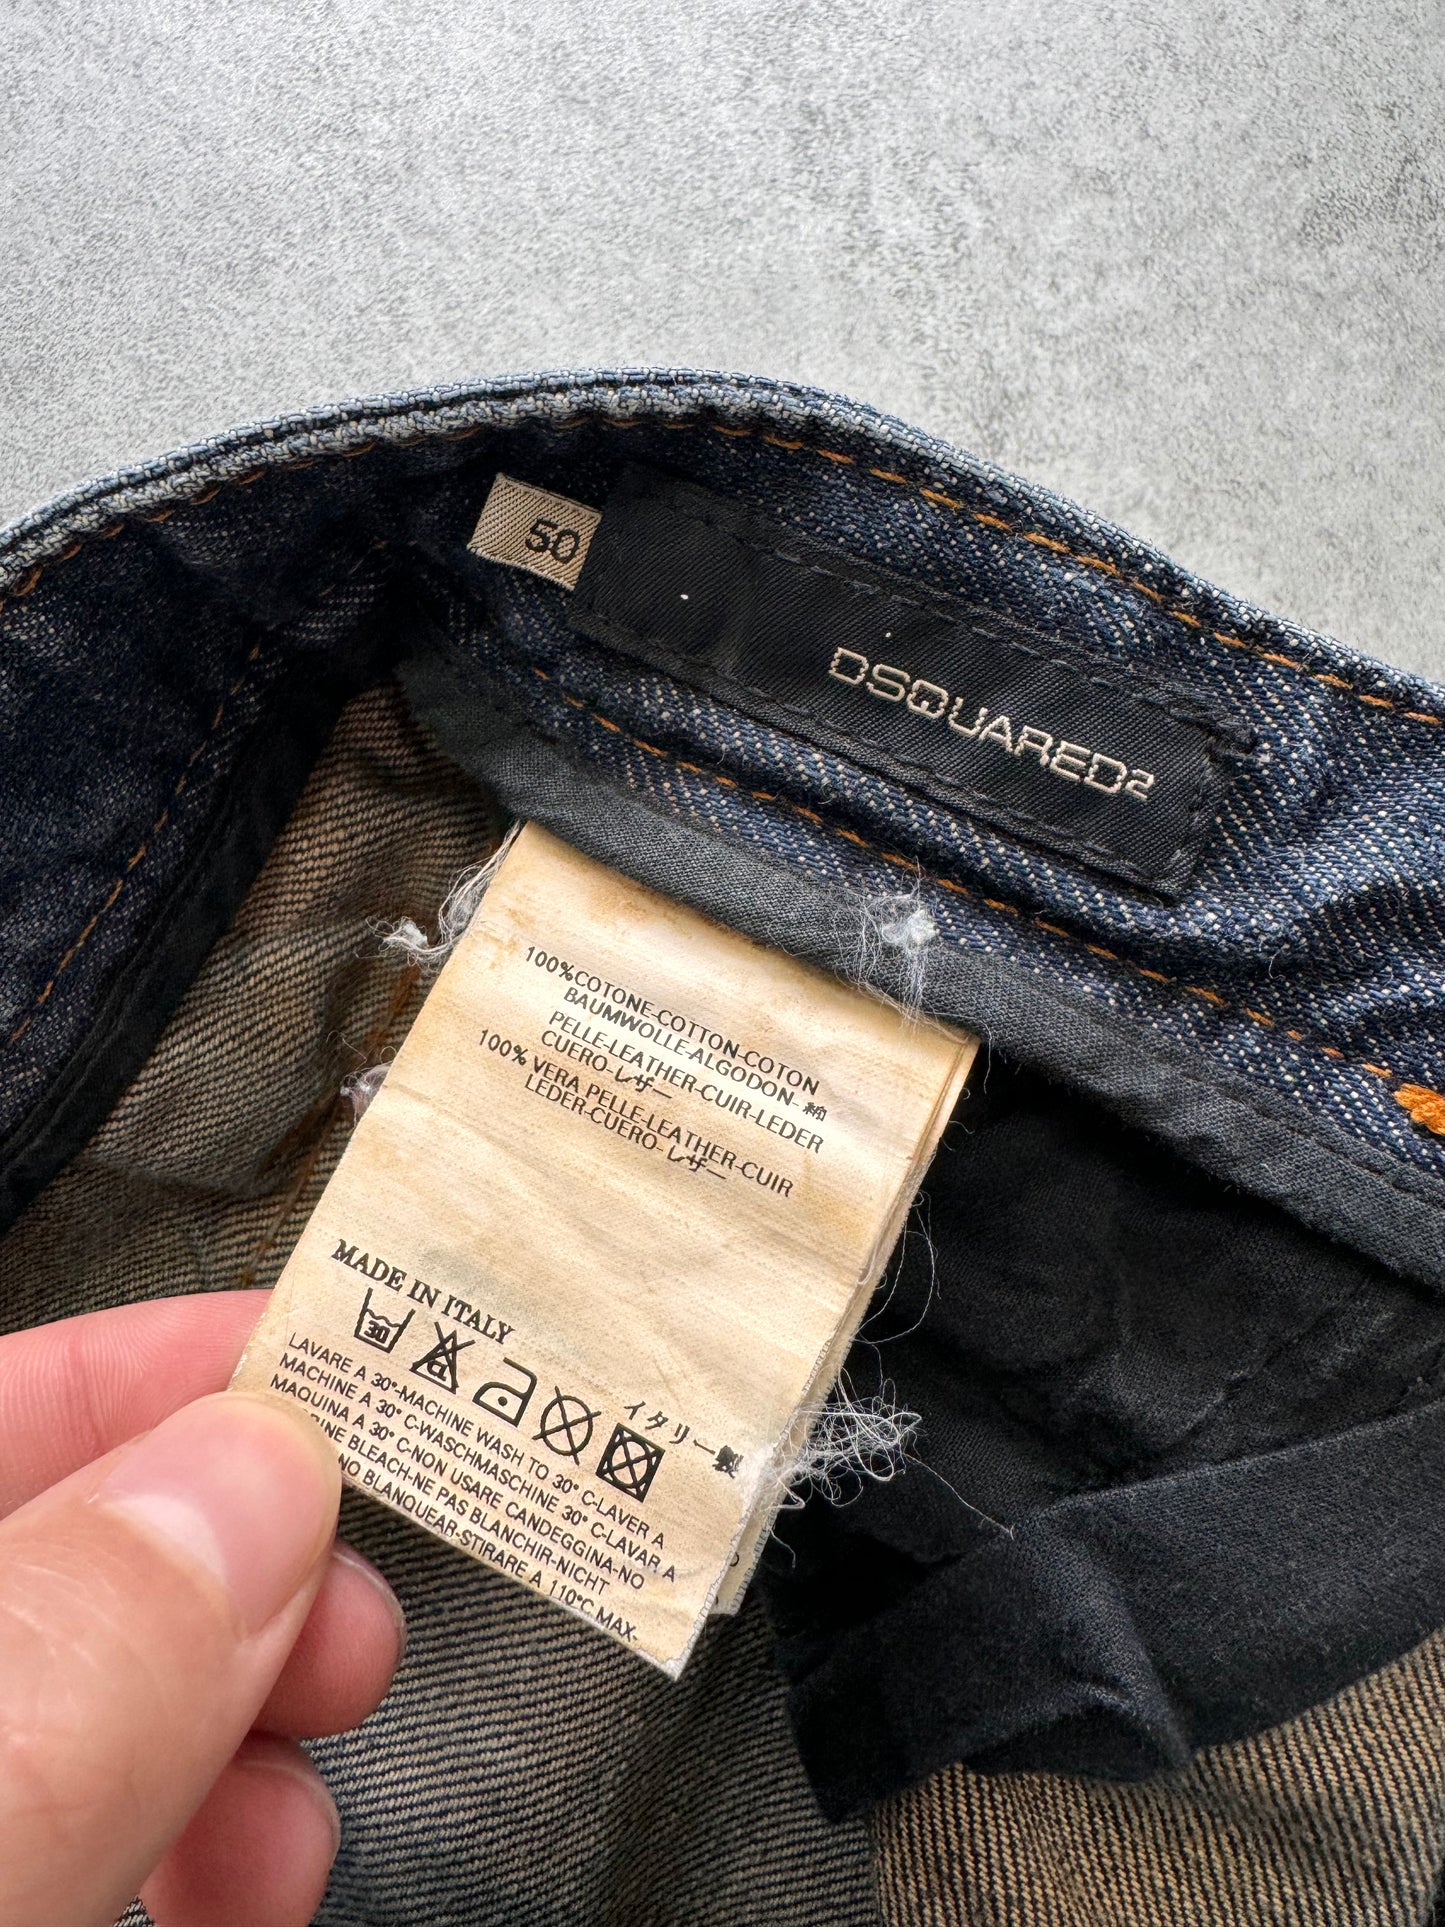 50
DSQUARED2
100%COTONE-COTTON-COTON
BAUMWOLLE-ALGODON-綿
PELLE-LEATHER-CUIR-LEDER
CUERO-レザー
100% VERA PELLE-LEATHER-CUIR
LEDER-CUERO-レザー
MADE IN ITALY
イタリー製
30
LAVARE A 30°-MACHINE WASH TO 30° C-LAVER A
MACHINE A 30° C-WASCHMASCHINE 30° C-LAVAR A
MAQUINA A 30° C-NON USARE CANDEGGINA-NO
BLEACH-NE PAS BLANCHIR-NICHT
NO BLANQUEAR-STIRARE A 110°C MAX-